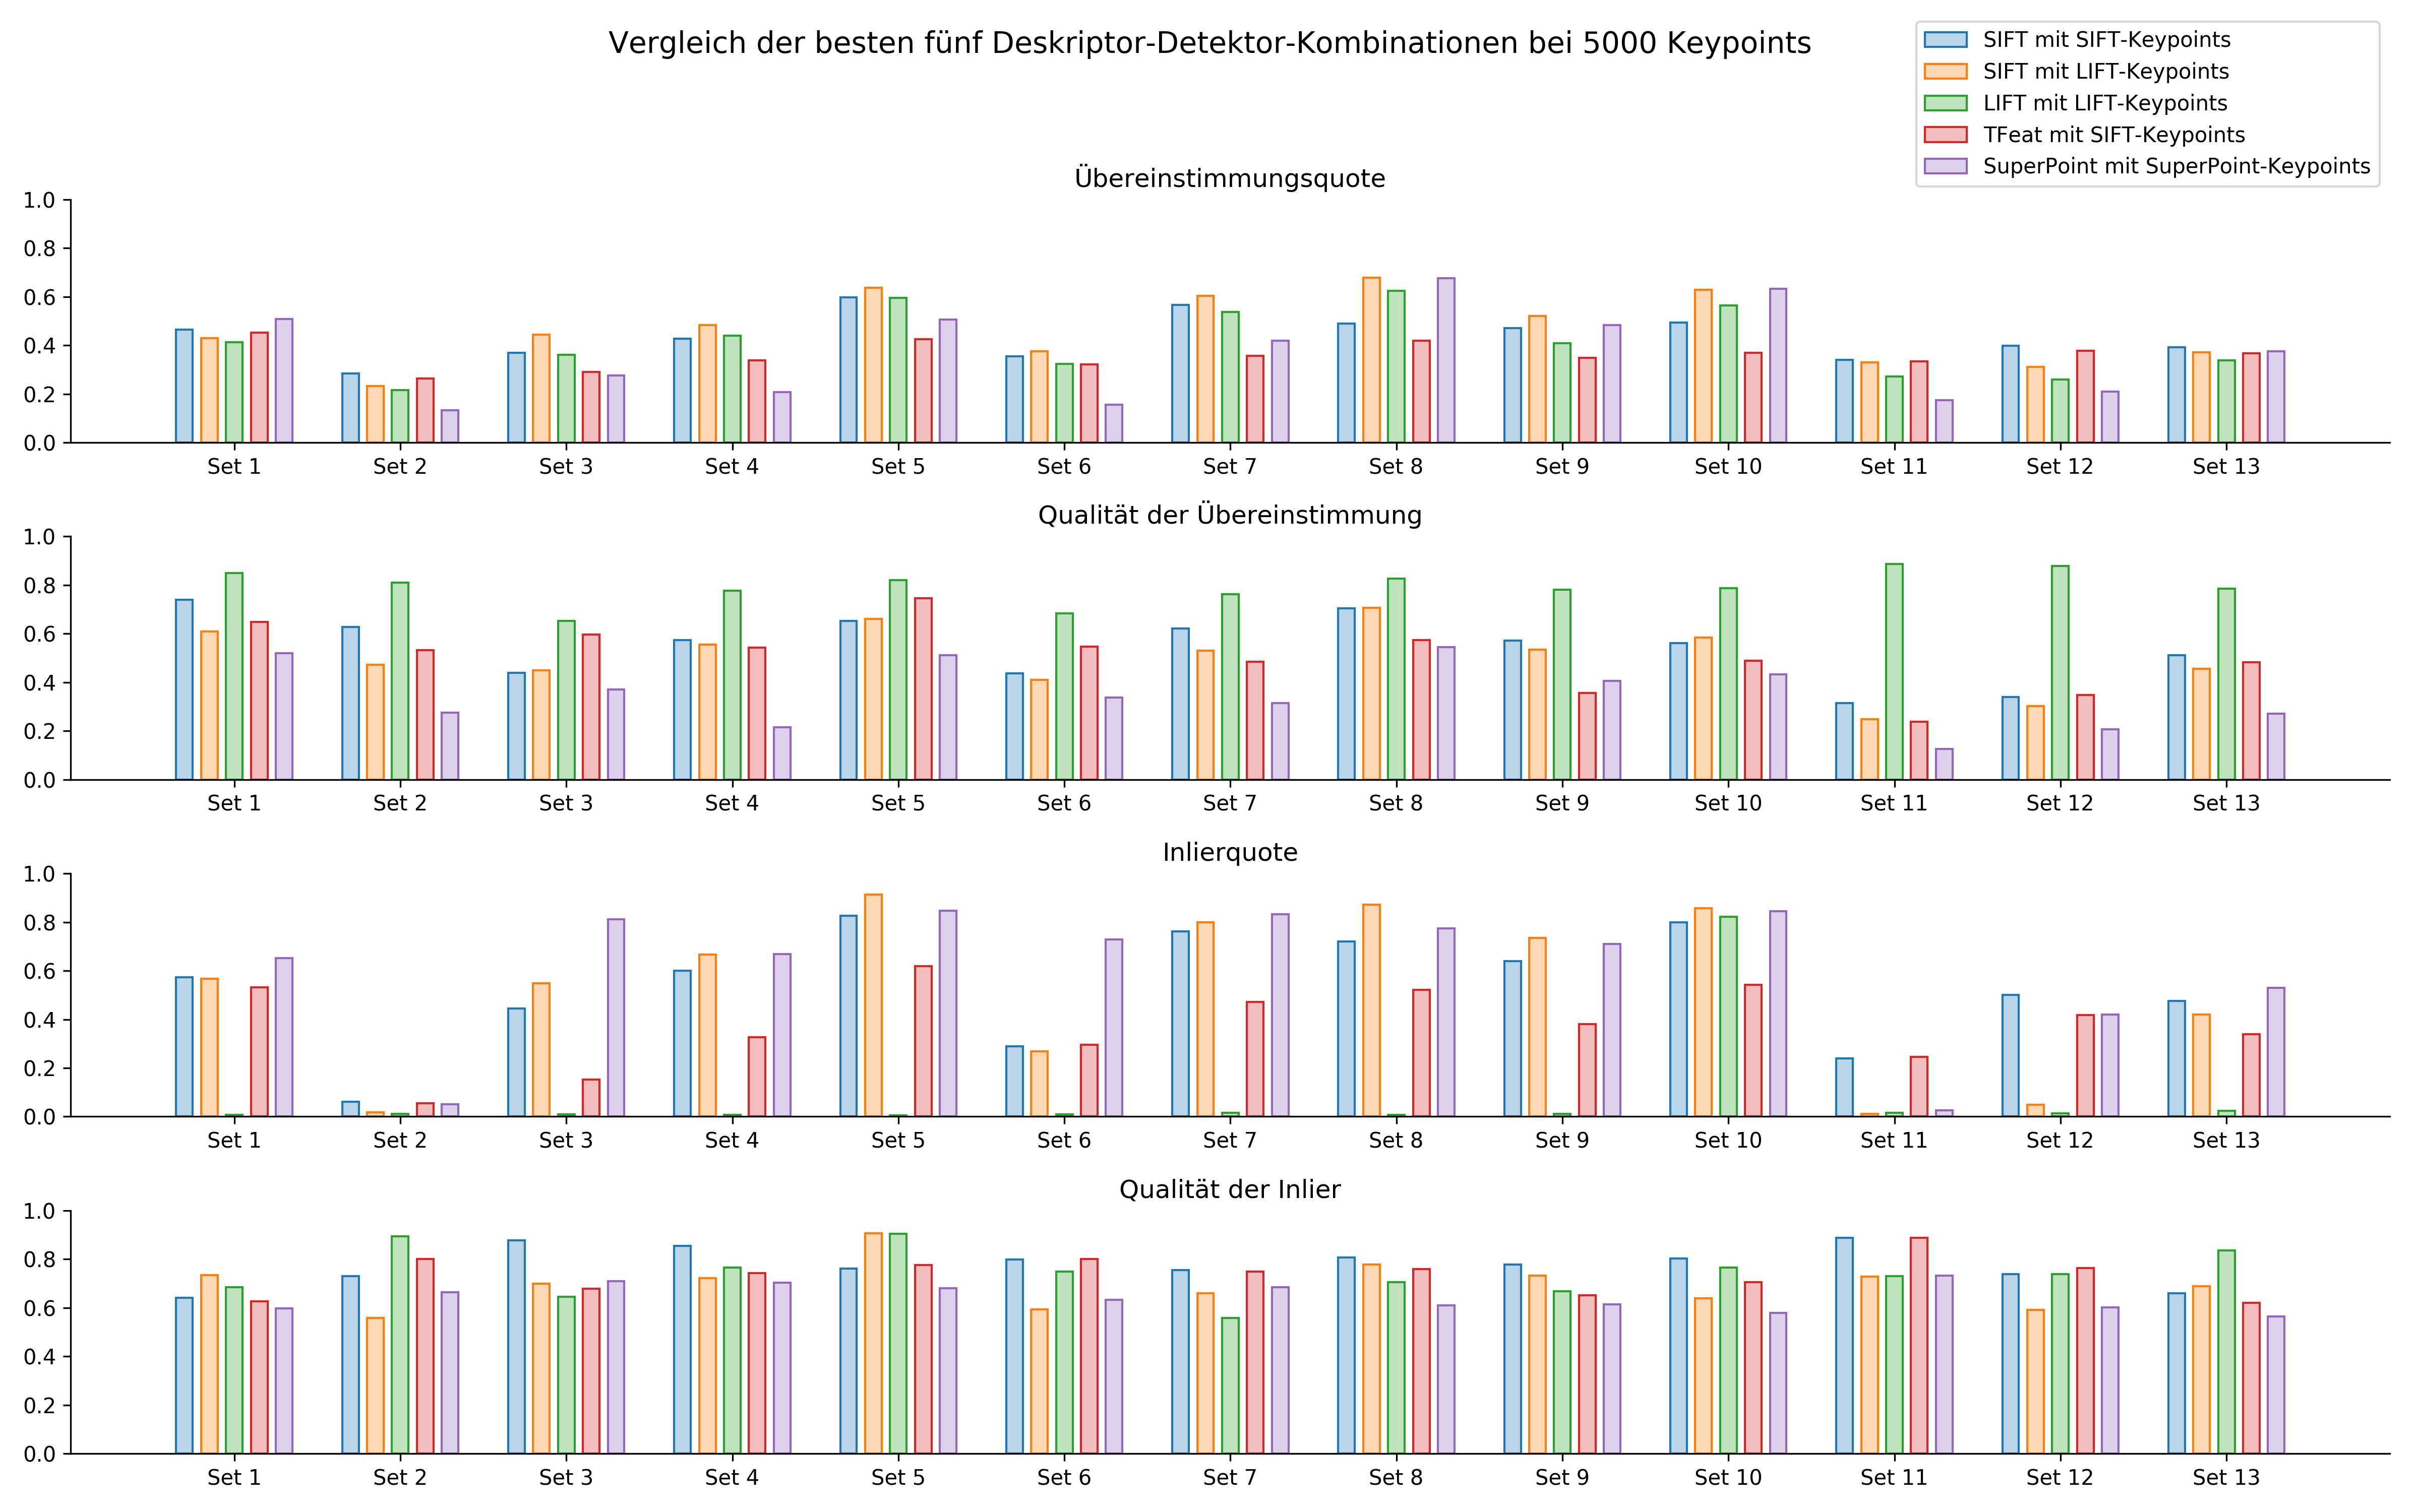 Vergleich der besten fünf Deskriptor-Detektor-Kombinationen bei 5000 Keypoints
SIFT mit SIFT-Keypoints
SIFT mit LIFT-Keypoints
LIFT mit LIFT-Keypoints
TFeat mit SIFT-Keypoints
SuperPoint mit SuperPoint-Keypoints
Übereinstimmungsquote
1.0
0.8
0.6
0.4
0.2
0.0
Set 1 Set 2 Set 3 Set 4 Set 5 Set 6 Set 7 Set 8 Set 9 Set 10 Set 11 Set 12 Set 13
Qualität der Übereinstimmung
1.0
0.8
0.6
0.4
0.2
0.0
Set 1 Set 2 Set 3 Set 4 Set 5 Set 6 Set 7 Set 8 Set 9 Set 10 Set 11 Set 12 Set 13
Inlierquote
1.0
0.8
0.6
0.4
0.2
0.0
Set 1 Set 2 Set 3 Set 4 Set 5 Set 6 Set 7 Set 8 Set 9 Set 10 Set 11 Set 12 Set 13
Qualität der Inlier
1.0
0.8
0.6
0.4
0.2
0.0
Set 1 Set 2 Set 3 Set 4 Set 5 Set 6 Set 7 Set 8 Set 9 Set 10 Set 11 Set 12 Set 13